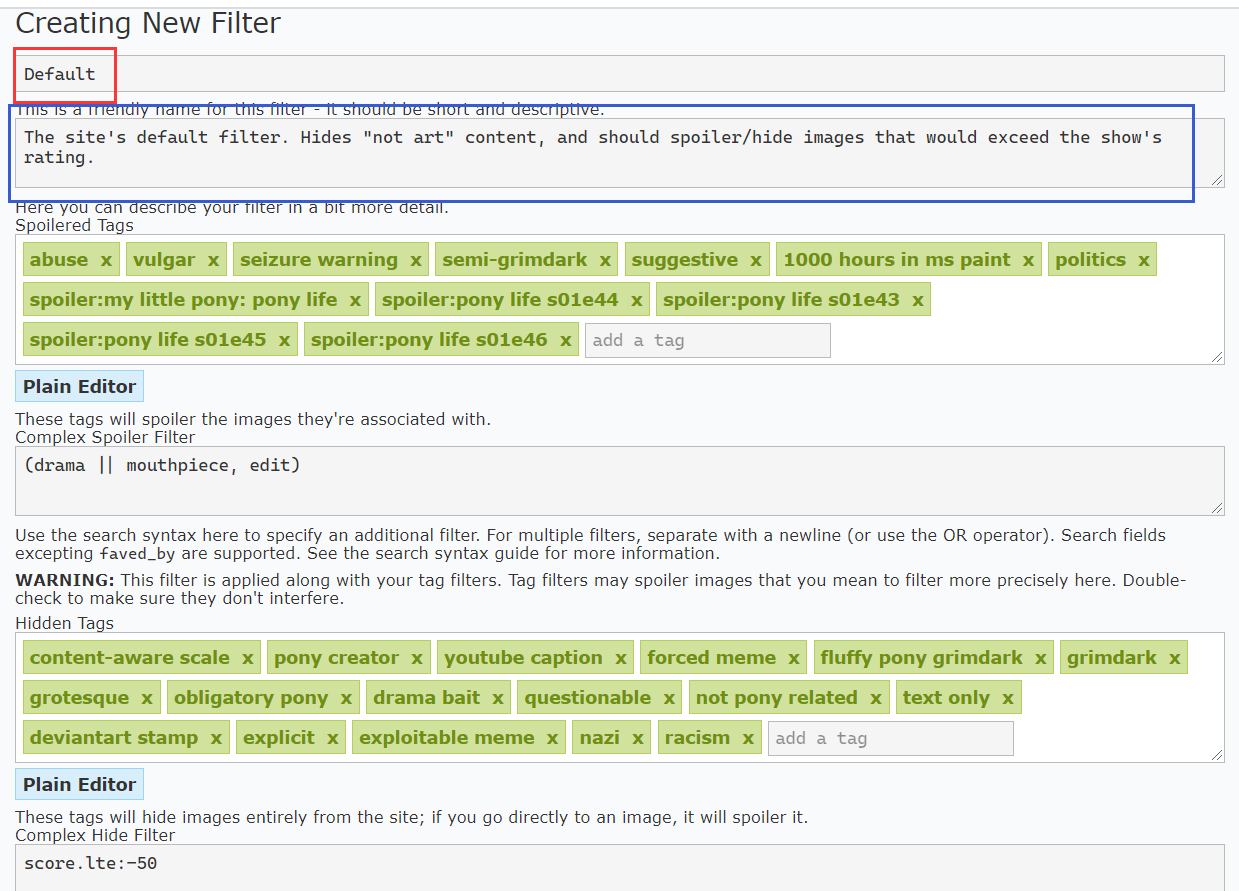 Creating New Filter
Default
This is a friendly name for this filter - it should be short and descriptive.
The site's default filter. Hides "not art" content, and should spoiler/hide images that would exceed the show's
rating.
Here you can describe your filter in a bit more detail.
Spoilered Tags
abuse x vulgar x seizure warning x semi-grimdark x suggestive x 1000 hours in ms paint x politics x
spoiler:my little pony: pony life x spoiler:pony life s01e44 x spoiler:pony life s01e43 x
spoiler:pony life s01e45 x spoiler:pony life s01e46 x add a tag
Plain Editor
These tags will spoiler the images they're associated with.
Complex Spoiler Filter
(drama || mouthpiece, edit)
Use the search syntax here to specify an additional filter. For multiple filters, separate with a newline (or use the OR operator). Search fields
excepting faved_by are supported. See the search syntax guide for more information.
WARNING: This filter is applied along with your tag filters. Tag filters may spoiler images that you mean to filter more precisely here. Double-
check to make sure they don't interfere.
Hidden Tags
content-aware scale x pony creator x youtube caption x forced meme x fluffy pony grimdark x grimdark x
grotesque x obligatory pony x drama bait x questionable x not pony related x text only x
deviantart stamp x explicit x exploitable meme x nazi x racism x add a tag
Plain Editor
These tags will hide images entirely from the site; if you go directly to an image, it will spoiler it.
Complex Hide Filter
score.lte:-50